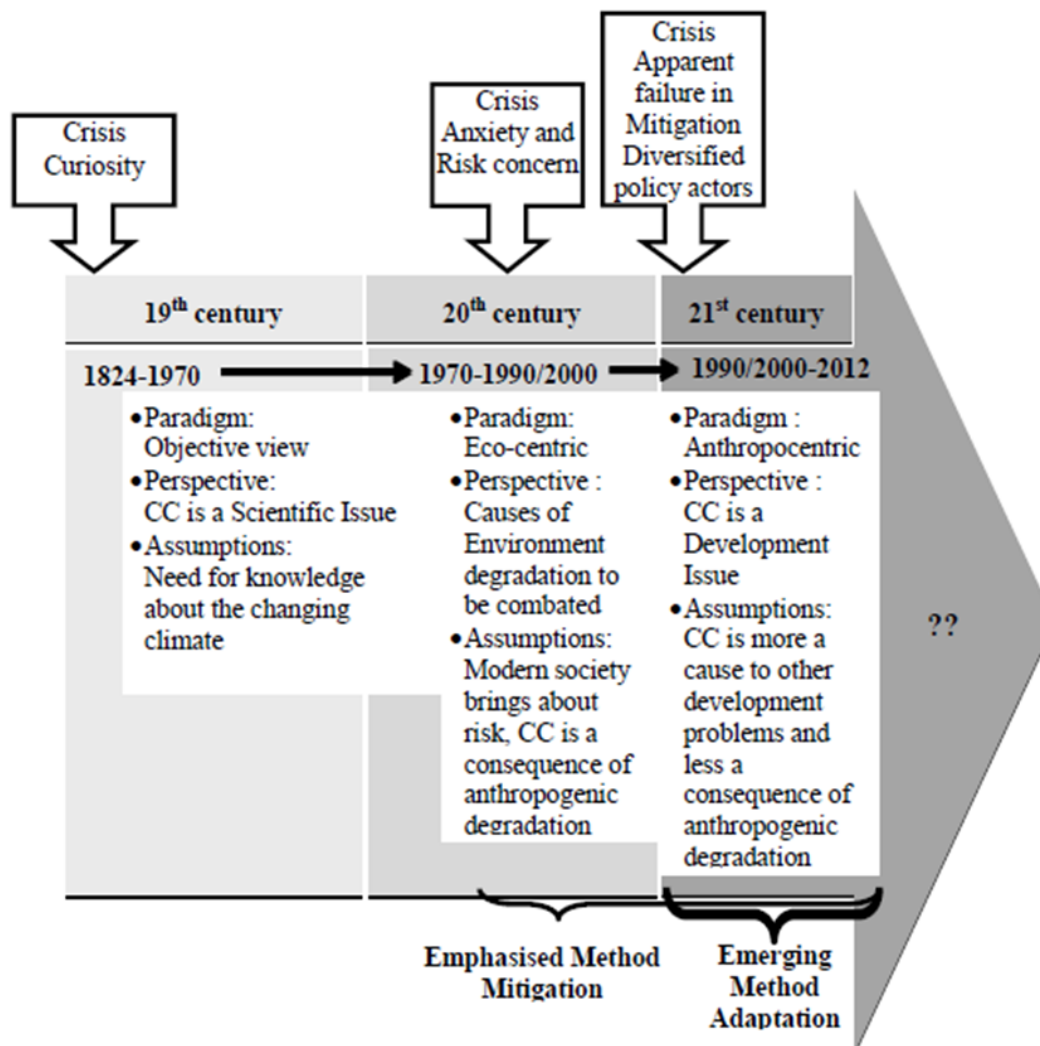 Crisis
Curiosity
Crisis
Anxiety and
Risk concern
Crisis
Apparent
failure in
Mitigation
Diversified
policy actors
19th century
20th century
21st century
1824-1970
1970-1990/2000
1990/2000-2012
•Paradigm:
Objective view
•Perspective:
CC is a Scientific Issue
•Assumptions:
Need for knowledge
about the changing
climate
•Paradigm:
Eco-centric
•Perspective :
Causes of
Environment
degradation to
be combated
•Assumptions:
Modern society
brings about
risk, CC is a
consequence of
anthropogenic
degradation
•Paradigm :
Anthropocentric
•Perspective :
CC is a
Development
Issue
•Assumptions:
CC is more a
cause to other
development
problems and
less a
consequence of
anthropogenic
degradation
??
Emphasised Method
Mitigation
Emerging
Method
Adaptation